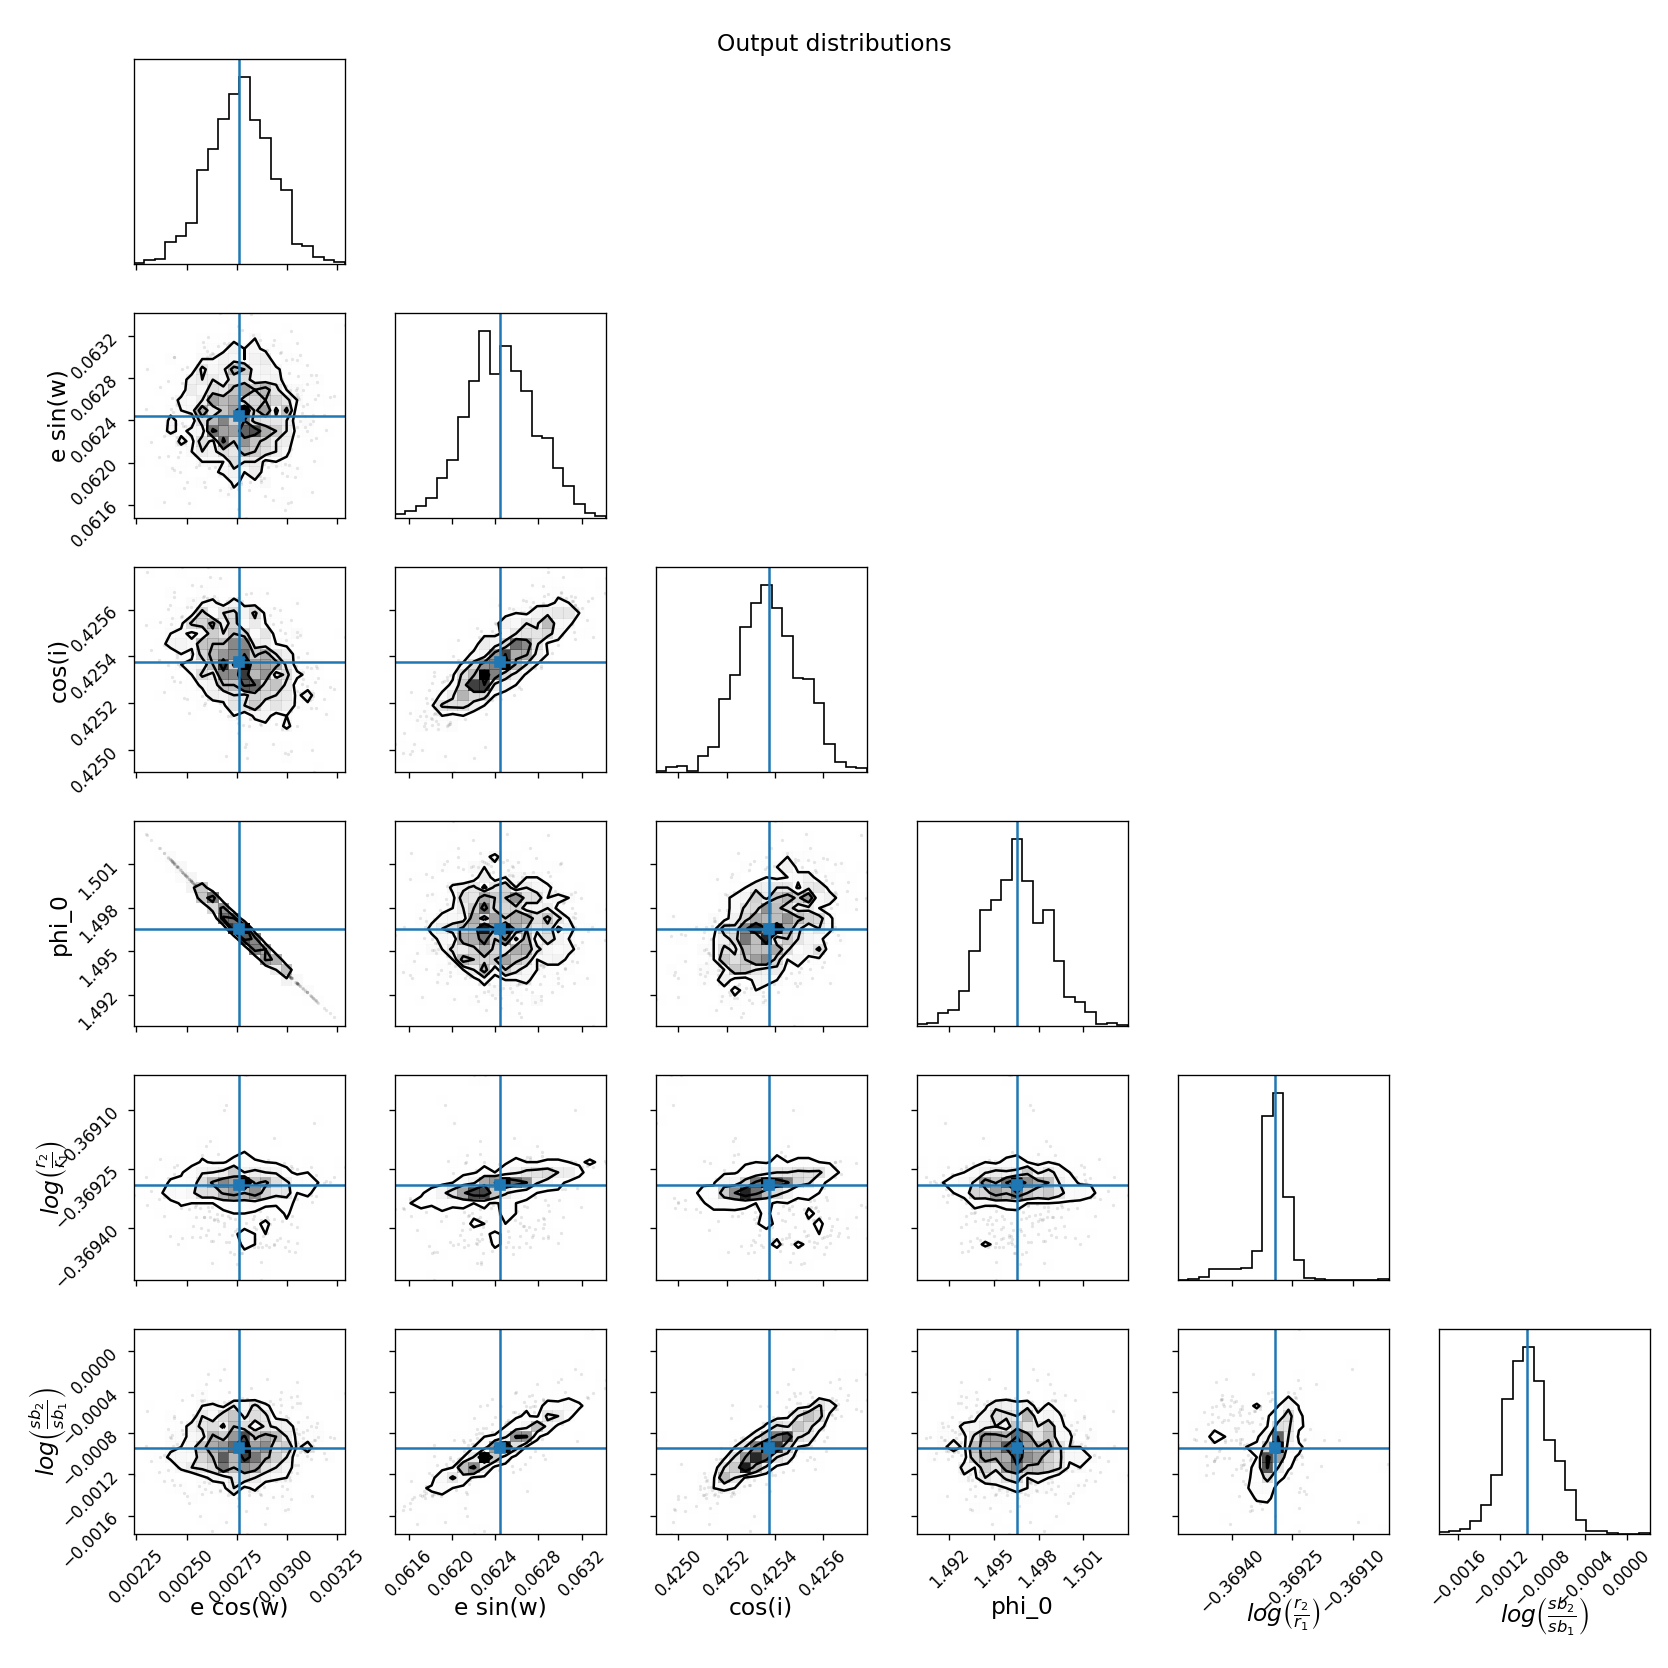 Output distributions
e sin(w)
0.0632
0.0628
0.0624
0.0620
0.0616
cos(i)
0.4256
0.4254
0.4252
0.4250
phi_0
1.501
1.498
1.495
1.492
log(r₂/r₁)
−0.36910
−0.36925
−0.36940
log(sb₂/sb₁)
0.0000
−0.0004
−0.0008
−0.0012
−0.0016
0.00225 0.00250 0.00275 0.00300 0.00325
0.0616 0.0620 0.0624 0.0628 0.0632
0.4250 0.4252 0.4254 0.4256
1.492 1.495 1.498 1.501
−0.36940 −0.36925 −0.36910
−0.0016 −0.0012 −0.0008 −0.0004 0.0000
e cos(w) e sin(w) cos(i) phi_0 log(r₂/r₁) log(sb₂/sb₁)